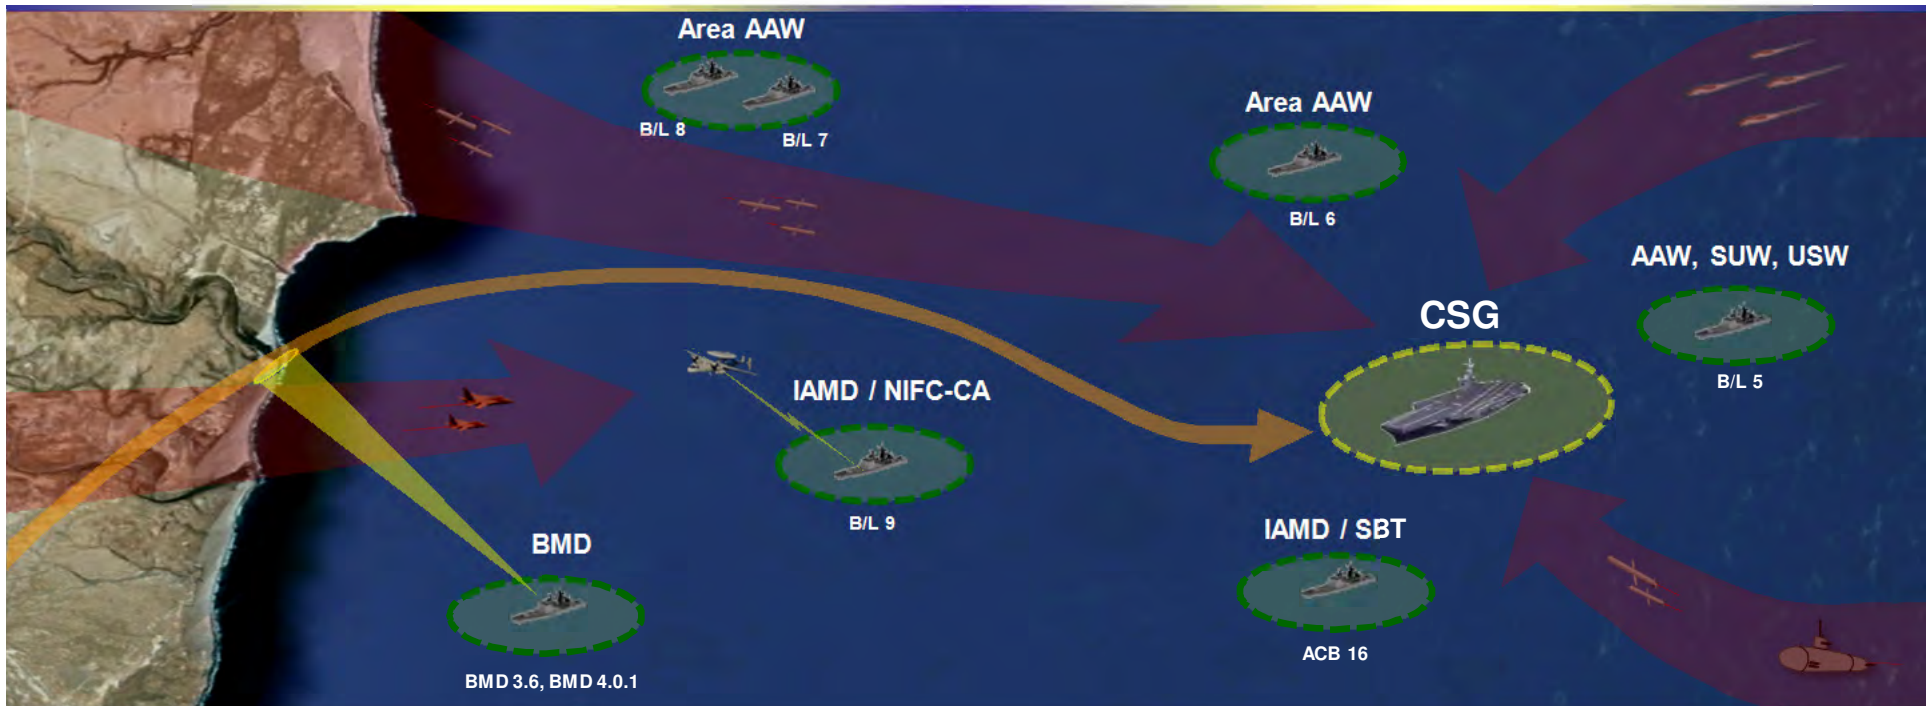 Area AAW
B/L 8
B/L 7
Area AAW
B/L 6
AAW, SUW, USW
B/L 5
CSG
IAMD / NIFC-CA
B/L 9
BMD
BMD 3.6, BMD 4.0.1
IAMD / SBT
ACB 16